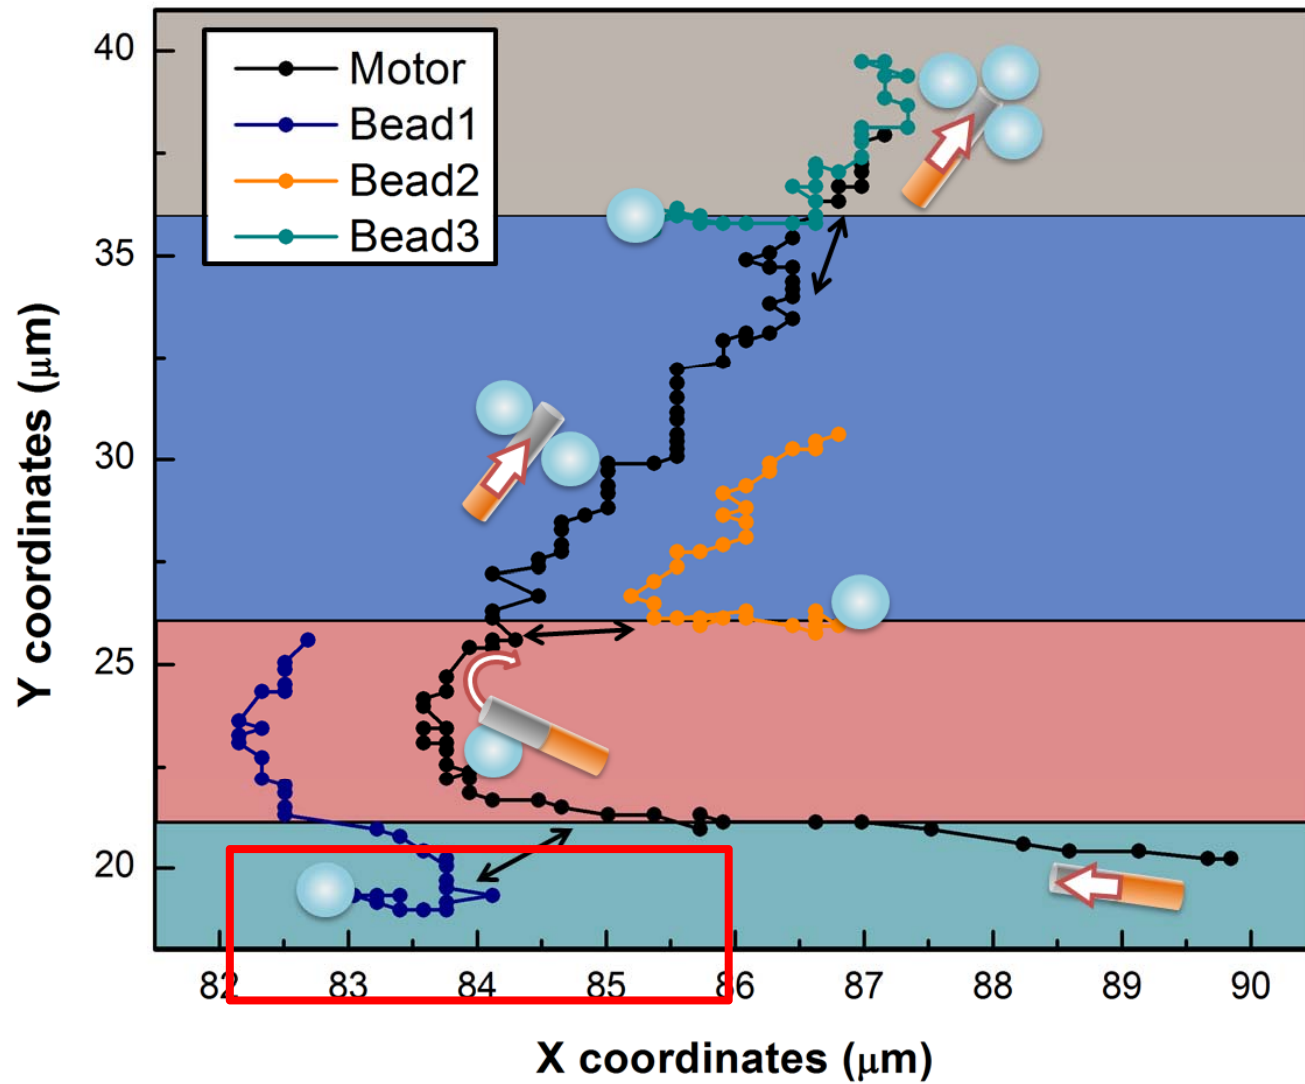 40
35
30
25
20
Motor
Bead1
Bead2
Bead3
Y coordinates (μm)
82 83 84 85 86 87 88 89 90
X coordinates (μm)